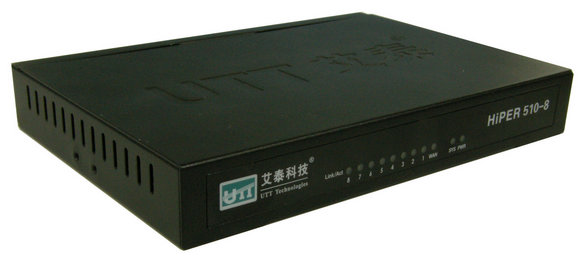 UTT 艾泰
HiPER 510-8
UTT 艾泰科技®
UTT Technologies
Link/Act 8 7 6 5 4 3 2 1 WAN SYS PWR